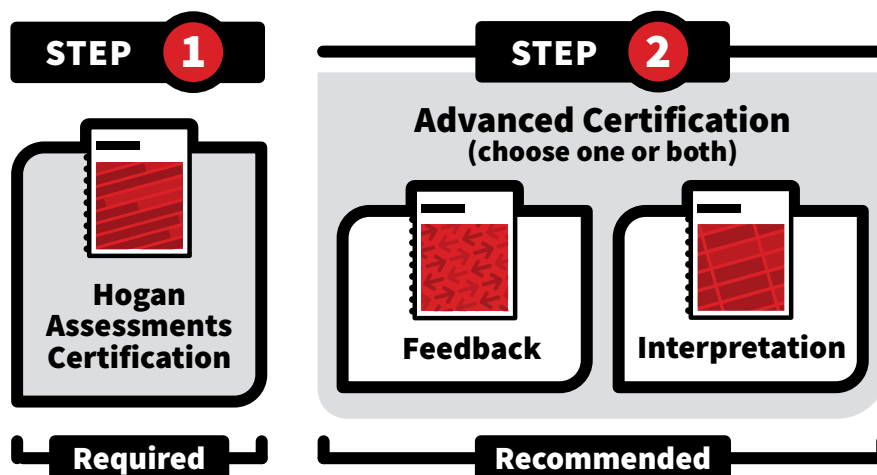 STEP 1
Hogan
Assessments
Certification
Required
STEP 2
Advanced Certification
(choose one or both)
Feedback
Interpretation
Recommended